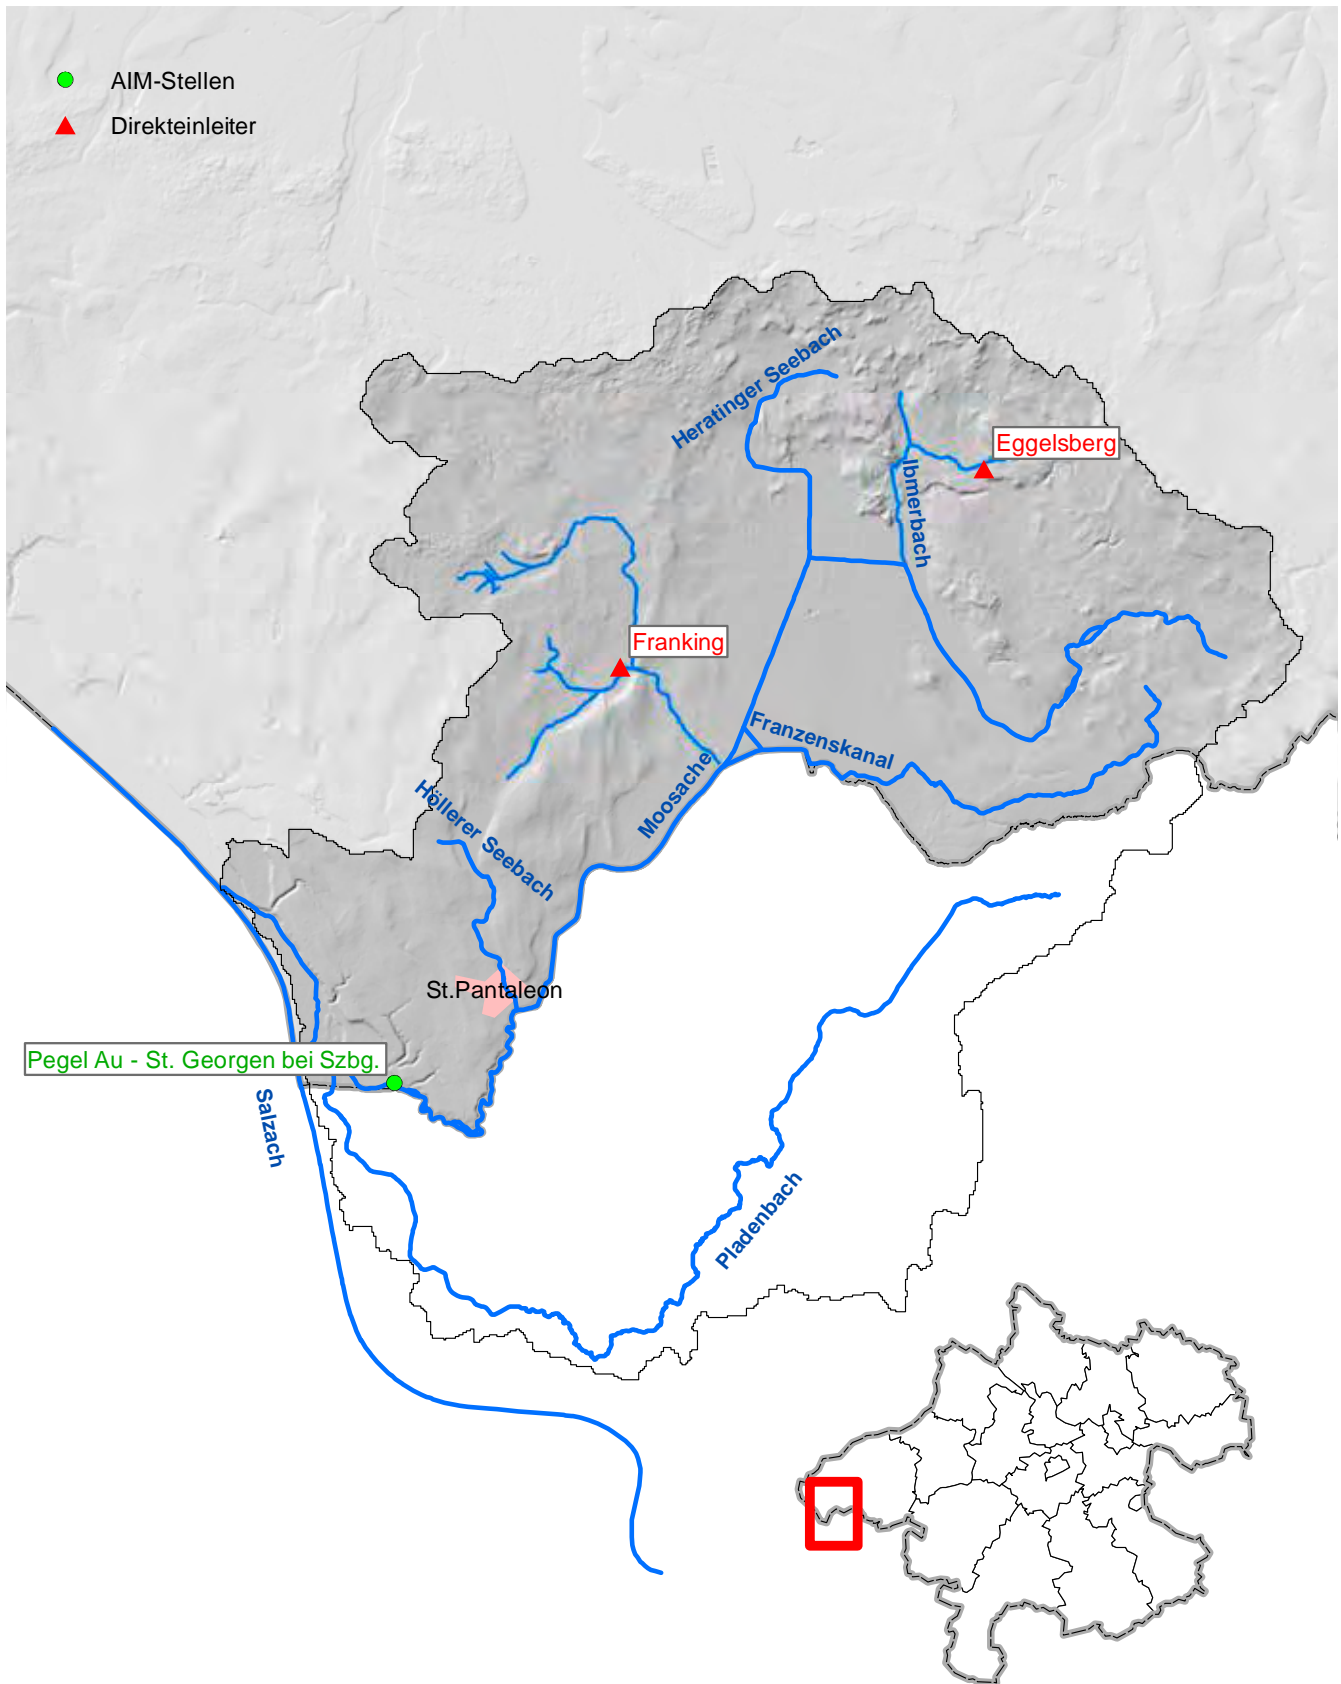 AIM-Stellen
Direkteinleiter
Heratinger Seebach
Eggelsberg
Ibmerbach
Franking
Franzenskanal
Moosache
Höllerer Seebach
St.Pantaleon
Pegel Au - St. Georgen bei Szbg.
Salzach
Pladenbach